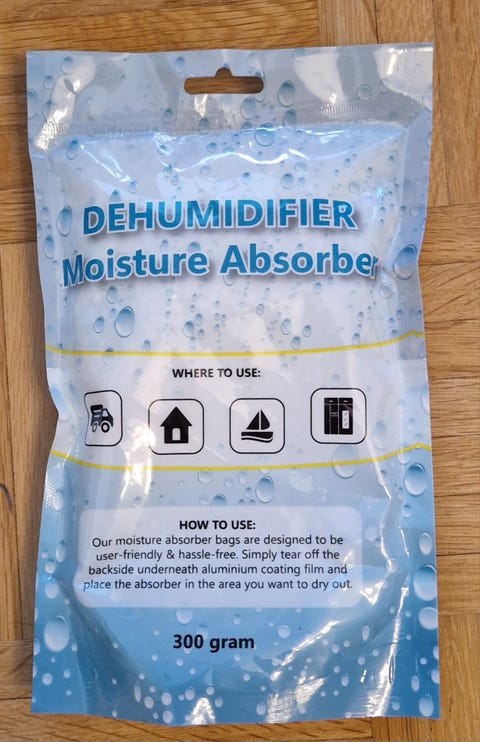 DEHUMIDIFIER
Moisture Absorber
WHERE TO USE:
HOW TO USE:
Our moisture absorber bags are designed to be
user-friendly & hassle-free. Simply tear off the
backside underneath aluminium coating film and
place the absorber in the area you want to dry out.
300 gram